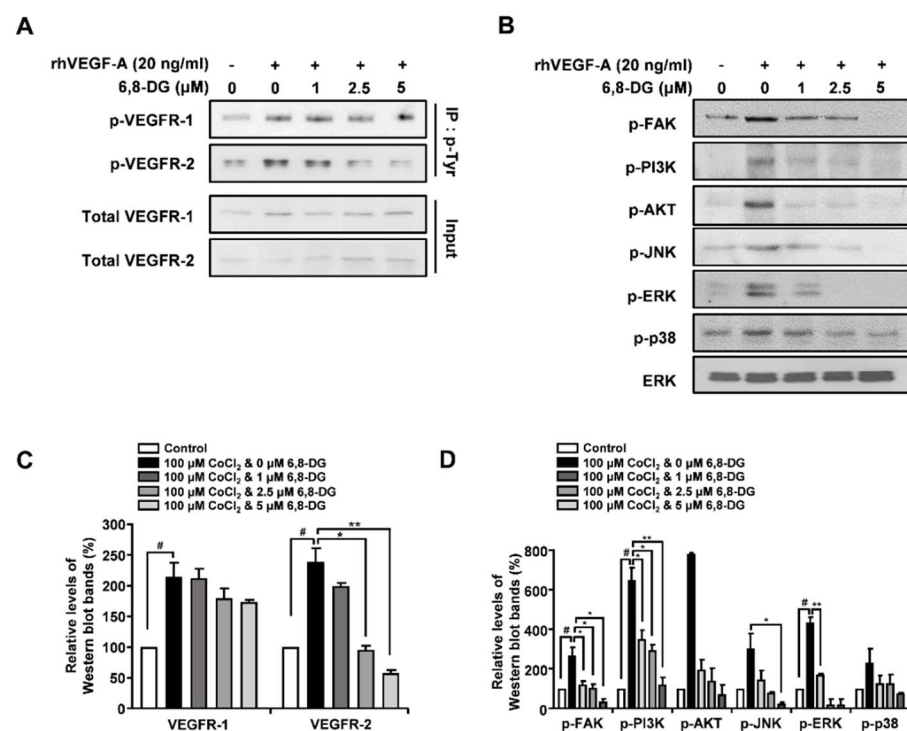 A
rhVEGF-A (20 ng/ml) - + + + +
6,8-DG (µM) 0 0 1 2.5 5
p-VEGFR-1
p-VEGFR-2
IP : p-Tyr
Total VEGFR-1
Total VEGFR-2
Input
B
rhVEGF-A (20 ng/ml) - + + + +
6,8-DG (µM) 0 0 1 2.5 5
p-FAK
p-PI3K
p-AKT
p-JNK
p-ERK
p-p38
ERK
C
Control
100 µM CoCl₂ & 0 µM 6,8-DG
100 µM CoCl₂ & 1 µM 6,8-DG
100 µM CoCl₂ & 2.5 µM 6,8-DG
100 µM CoCl₂ & 5 µM 6,8-DG
Relative levels of
Western blot bands (%)
300
250
200
150
100
50
0
#
# * **
VEGFR-1 VEGFR-2
D
Control
100 µM CoCl₂ & 0 µM 6,8-DG
100 µM CoCl₂ & 1 µM 6,8-DG
100 µM CoCl₂ & 2.5 µM 6,8-DG
100 µM CoCl₂ & 5 µM 6,8-DG
Relative levels of
Western blot bands (%)
800
600
400
200
0
# * * *
# * * **
*
# **
p-FAK p-PI3K p-AKT p-JNK p-ERK p-p38